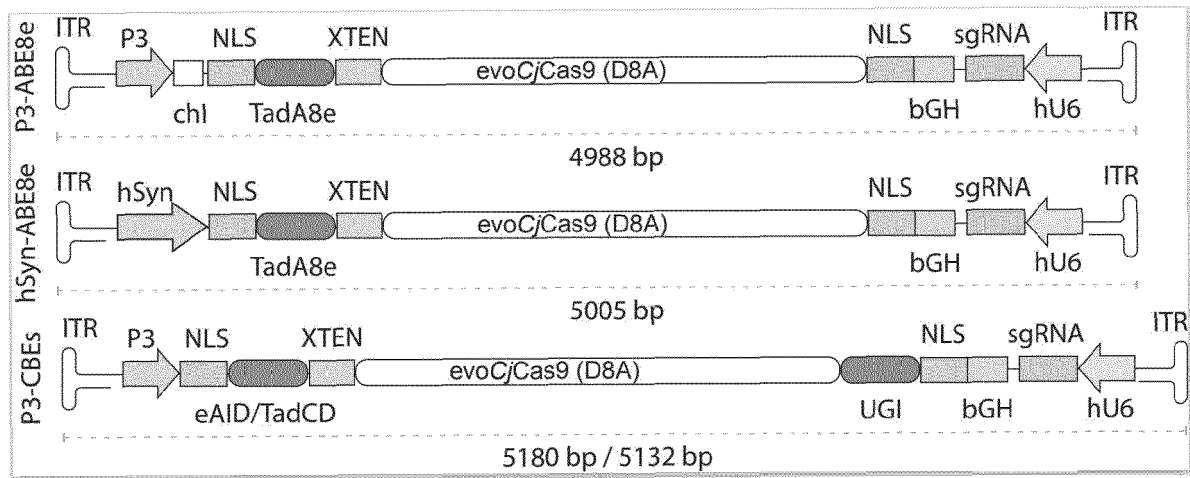 P3-ABE8e
ITR P3 NLS XTEN NLS sgRNA ITR
evoCjCas9 (D8A)
chI TadA8e bGH hU6
4988 bp
hSyn-ABE8e
ITR hSyn NLS XTEN NLS sgRNA ITR
evoCjCas9 (D8A)
TadA8e bGH hU6
5005 bp
P3-CBEs
ITR P3 NLS XTEN NLS sgRNA ITR
evoCjCas9 (D8A)
eAID/TadCD UGI bGH hU6
5180 bp / 5132 bp